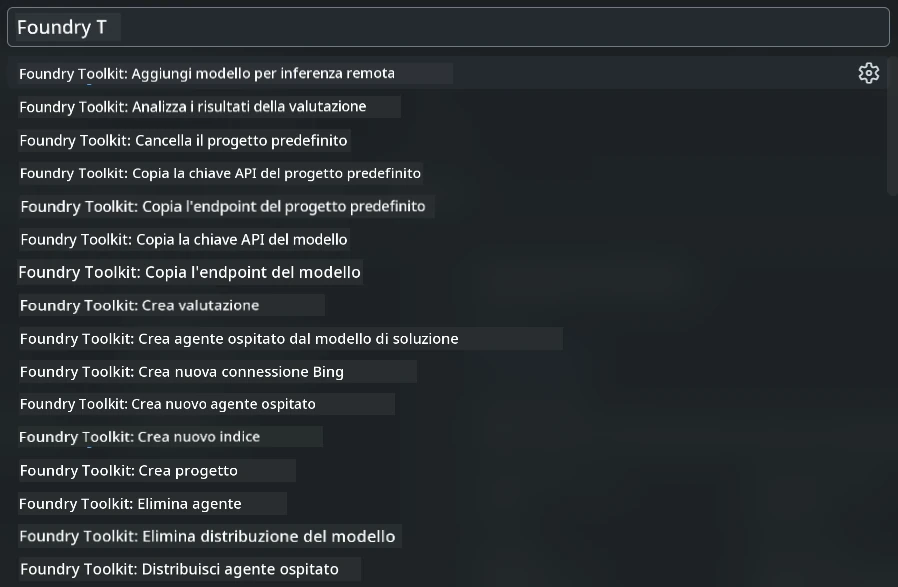 Foundry T
Foundry Toolkit: Aggiungi modello per inferenza remota
Foundry Toolkit: Analizza i risultati della valutazione
Foundry Toolkit: Cancella il progetto predefinito
Foundry Toolkit: Copia la chiave API del progetto predefinito
Foundry Toolkit: Copia l'endpoint del progetto predefinito
Foundry Toolkit: Copia la chiave API del modello
Foundry Toolkit: Copia l'endpoint del modello
Foundry Toolkit: Crea valutazione
Foundry Toolkit: Crea agente ospitato dal modello di soluzione
Foundry Toolkit: Crea nuova connessione Bing
Foundry Toolkit: Crea nuovo agente ospitato
Foundry Toolkit: Crea nuovo indice
Foundry Toolkit: Crea progetto
Foundry Toolkit: Elimina agente
Foundry Toolkit: Elimina distribuzione del modello
Foundry Toolkit: Distribuisci agente ospitato